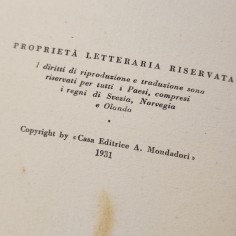 PROPRIETÀ LETTERARIA RISERVATA
I diritti di riproduzione e traduzione sono
riservati per tutti i Paesi, compresi
i regni di Svezia, Norvegia
e Olanda
Copyright by «Casa Editrice A. Mondadori»
1931